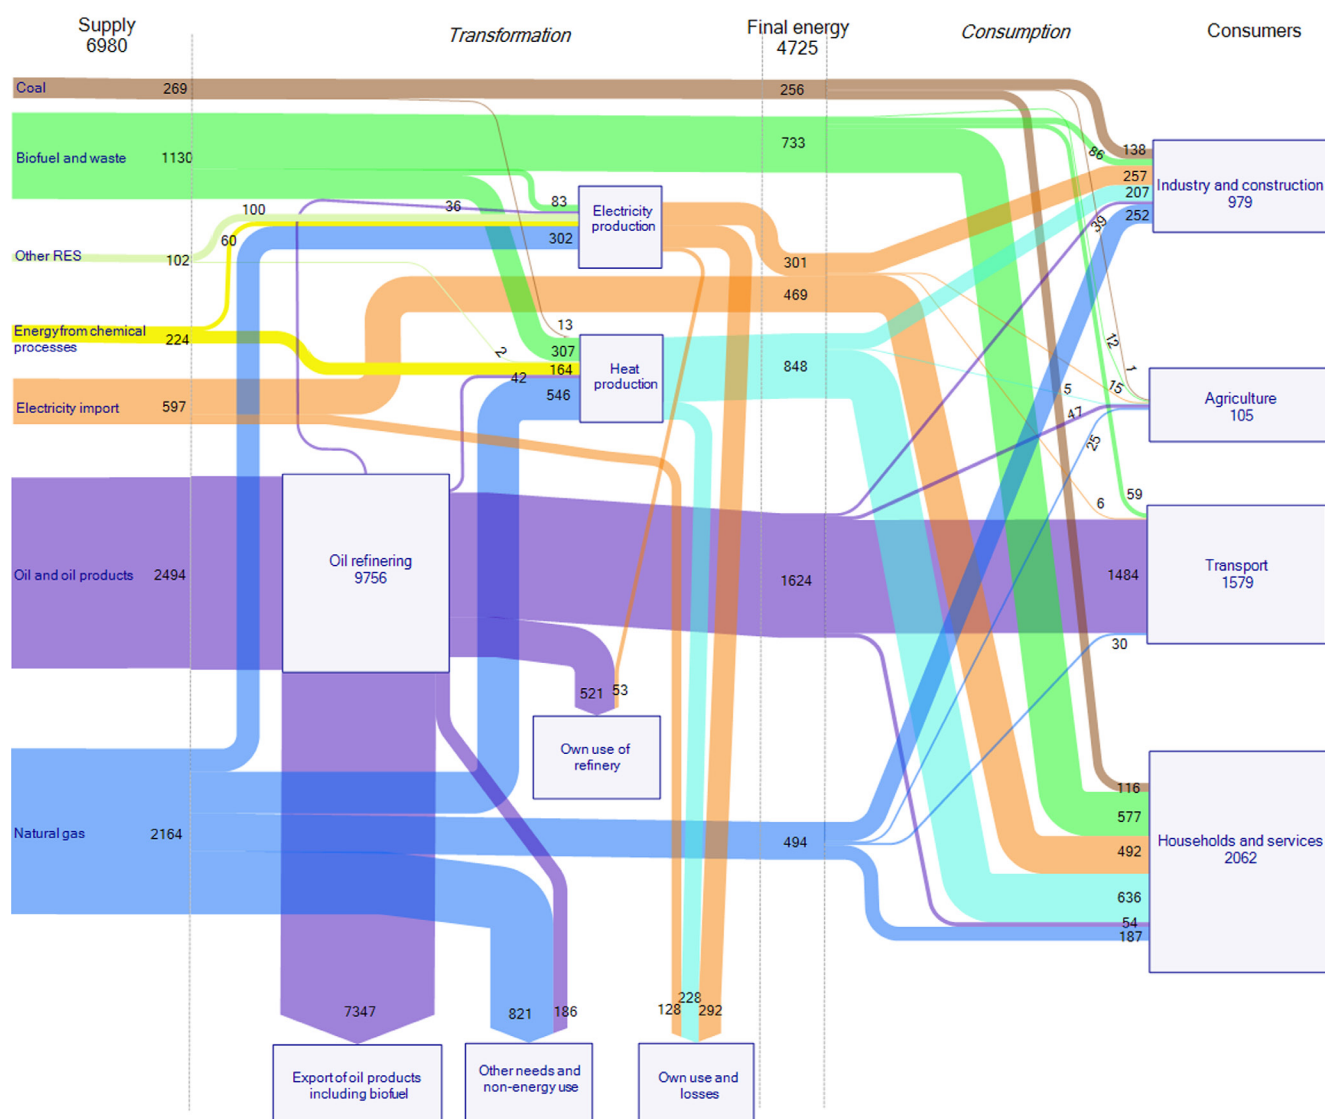 Supply
6980
Transformation
Final energy
4725
Consumption
Consumers
Coal
269
256
138
Biofuel and waste
1130
733
86
257
207
252
39
Industry and construction
979
100
36
83
60
302
Electricity
production
Other RES
102
301
469
Energy from chemical
processes
224
13
2
307
164
42
546
Heat
production
848
12
1
5
15
47
25
Agriculture
105
Electricity import
597
59
6
Oil and oil products
2494
Oil refinering
9756
1624
1484
Transport
1579
30
521
53
Own use of
refinery
Natural gas
2164
494
116
577
492
636
54
187
Households and services
2062
7347
821
186
128
228
292
Export of oil products
including biofuel
Other needs and
non-energy use
Own use and
losses